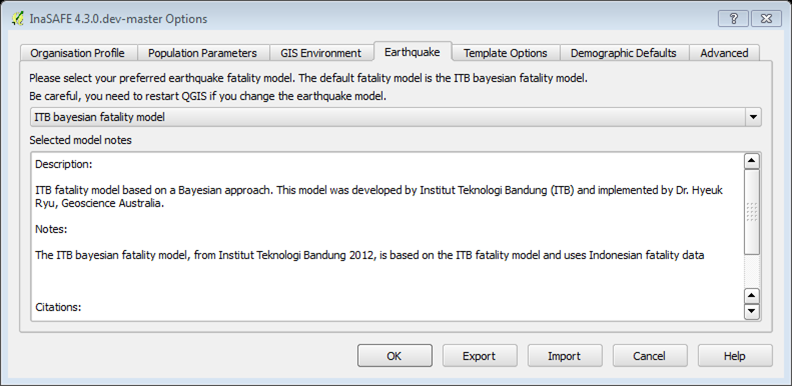 InaSAFE 4.3.0.dev-master Options
Organisation Profile
Population Parameters
GIS Environment
Earthquake
Template Options
Demographic Defaults
Advanced
Please select your preferred earthquake fatality model. The default fatality model is the ITB bayesian fatality model.
Be careful, you need to restart QGIS if you change the earthquake model.
ITB bayesian fatality model
Selected model notes
Description:
ITB fatality model based on a Bayesian approach. This model was developed by Institut Teknologi Bandung (ITB) and implemented by Dr. Hyeuk
Ryu, Geoscience Australia.
Notes:
The ITB bayesian fatality model, from Institut Teknologi Bandung 2012, is based on the ITB fatality model and uses Indonesian fatality data
Citations:
OK
Export
Import
Cancel
Help